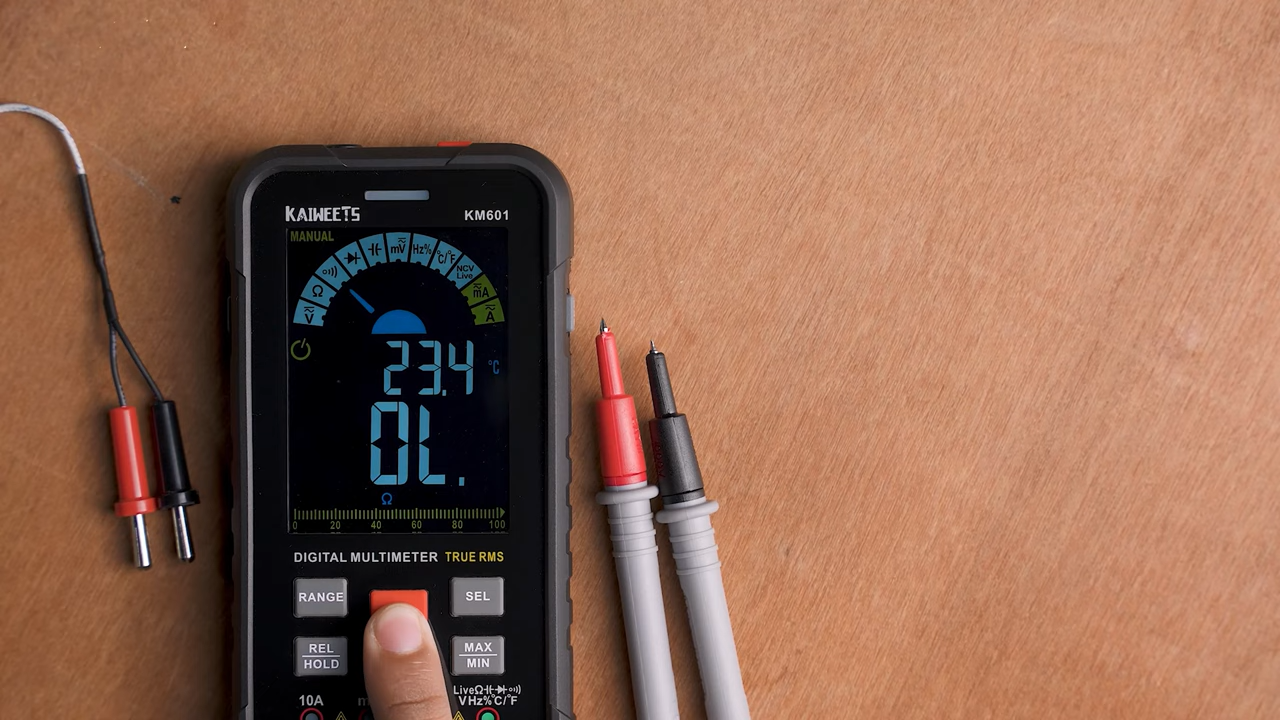 KAIWEETS KM601
MANUAL
V Ω mV Hz% °C/°F NCV Live mA A
23.4 °C
OL.
Ω
0 20 40 60 80 100
DIGITAL MULTIMETER TRUE RMS
RANGE SEL
REL HOLD MAX MIN
10A LiveΩ
VHz%°C/°F